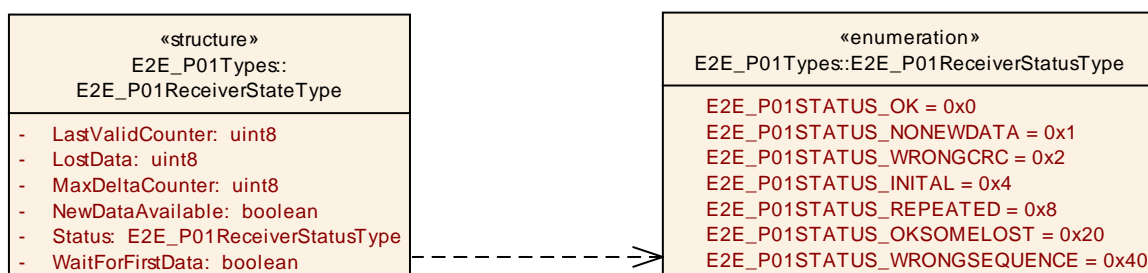 «structure»
E2E_P01Types::
E2E_P01ReceiverStateType
- LastValidCounter: uint8
- LostData: uint8
- MaxDeltaCounter: uint8
- NewDataAvailable: boolean
- Status: E2E_P01ReceiverStatusType
- WaitForFirstData: boolean
«enumeration»
E2E_P01Types::E2E_P01ReceiverStatusType
E2E_P01STATUS_OK = 0x0
E2E_P01STATUS_NONEWDATA = 0x1
E2E_P01STATUS_WRONGCRC = 0x2
E2E_P01STATUS_INITAL = 0x4
E2E_P01STATUS_REPEATED = 0x8
E2E_P01STATUS_OKSOMELOST = 0x20
E2E_P01STATUS_WRONGSEQUENCE = 0x40